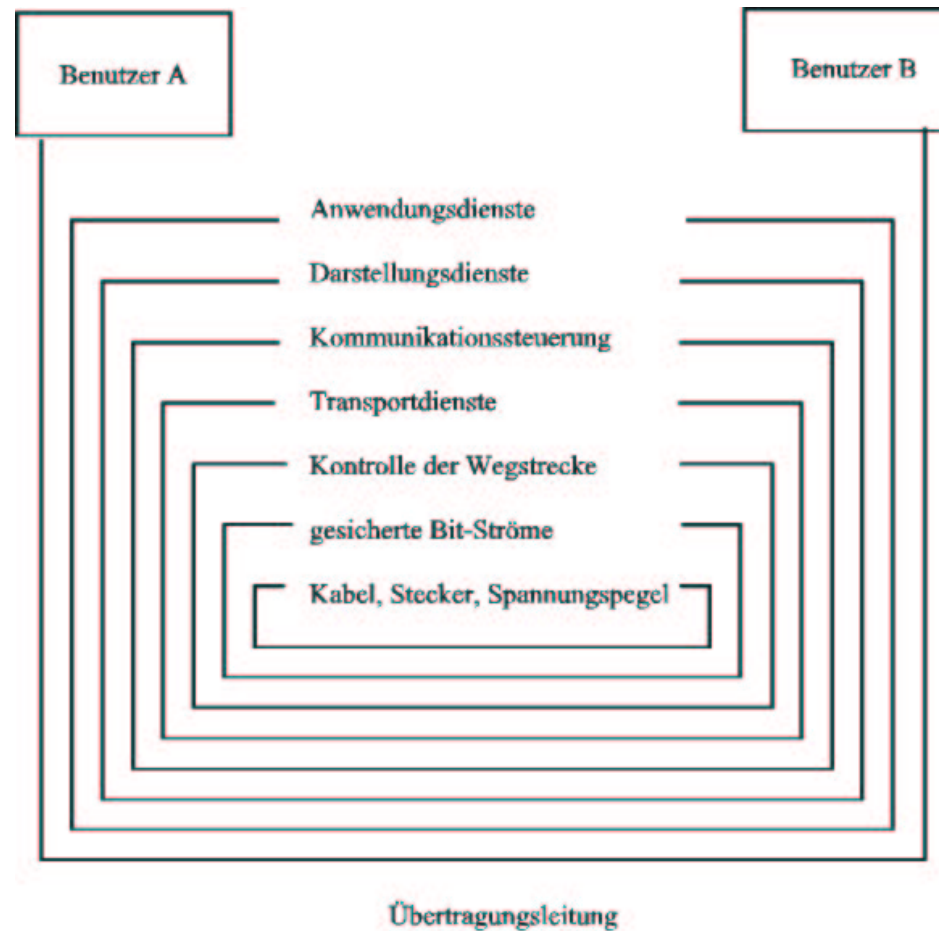 Benutzer A
Benutzer B
Anwendungsdienste
Darstellungsdienste
Kommunikationssteuerung
Transportdienste
Kontrolle der Wegstrecke
gesicherte Bit-Ströme
Kabel, Stecker, Spannungspegel
Übertragungsleitung